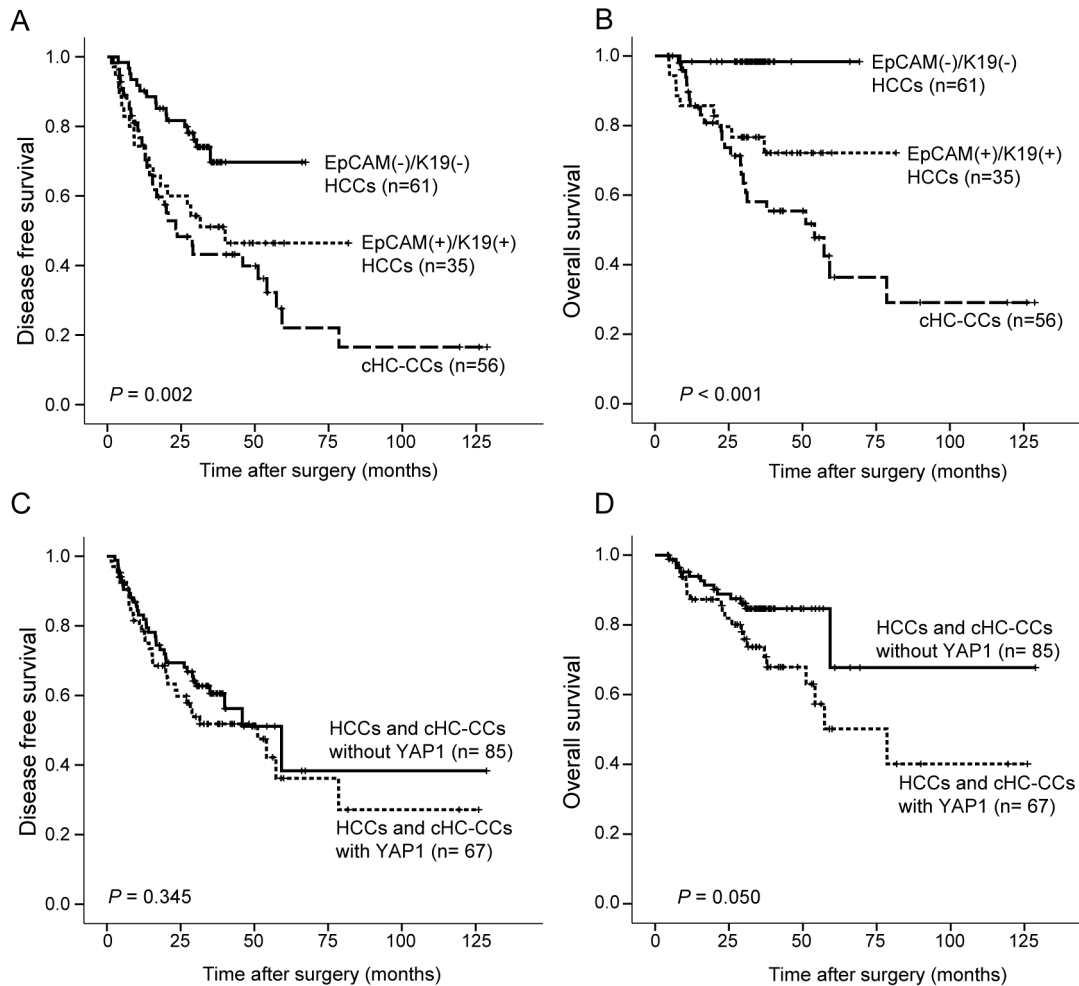 A
Disease free survival
1.0
0.8
0.6
0.4
0.2
0.0
EpCAM(-)/K19(-)
HCCs (n=61)
EpCAM(+)/K19(+)
HCCs (n=35)
cHC-CCs (n=56)
P = 0.002
0 25 50 75 100 125
Time after surgery (months)
B
Overall survival
1.0
0.8
0.6
0.4
0.2
0.0
EpCAM(-)/K19(-)
HCCs (n=61)
EpCAM(+)/K19(+)
HCCs (n=35)
cHC-CCs (n=56)
P < 0.001
0 25 50 75 100 125
Time after surgery (months)
C
Disease free survival
1.0
0.8
0.6
0.4
0.2
0.0
HCCs and cHC-CCs
without YAP1 (n= 85)
HCCs and cHC-CCs
with YAP1 (n= 67)
P = 0.345
0 25 50 75 100 125
Time after surgery (months)
D
Overall survival
1.0
0.8
0.6
0.4
0.2
0.0
HCCs and cHC-CCs
without YAP1 (n= 85)
HCCs and cHC-CCs
with YAP1 (n= 67)
P = 0.050
0 25 50 75 100 125
Time after surgery (months)